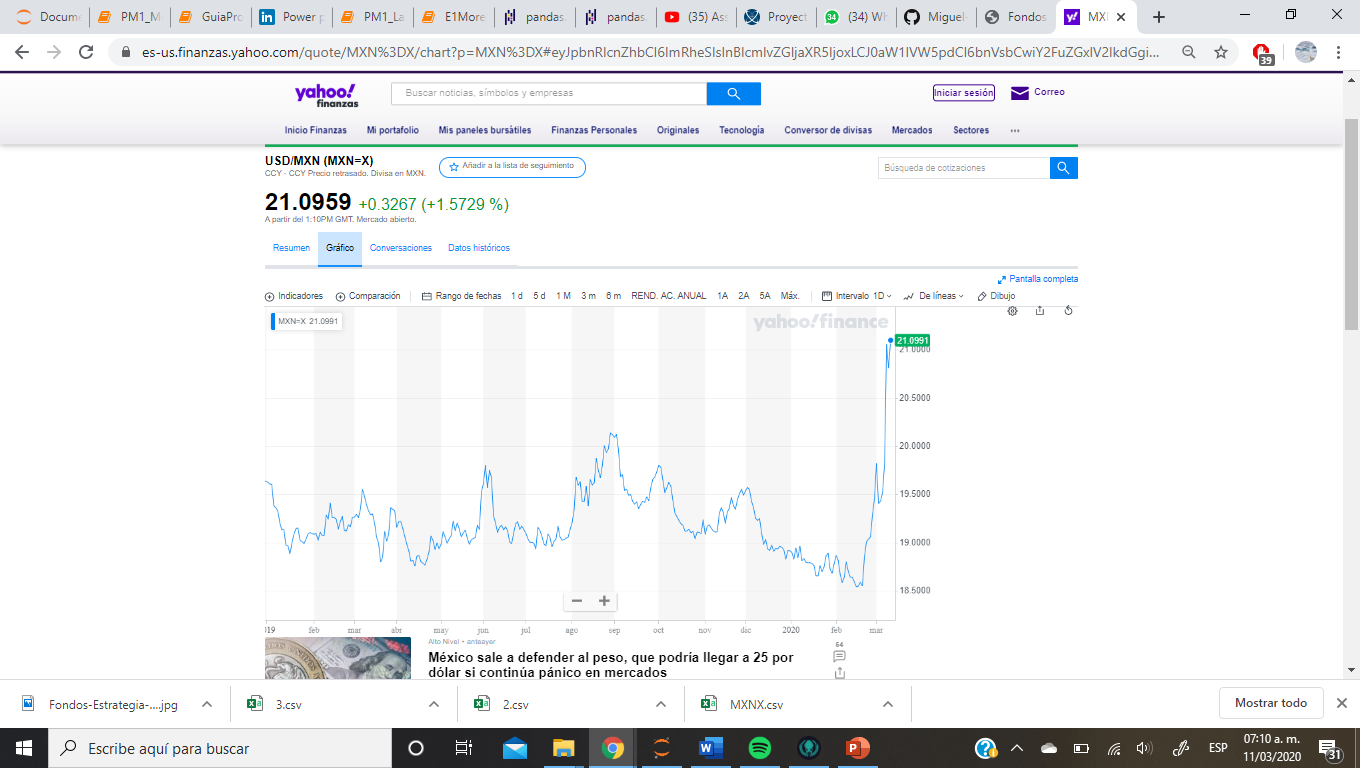 Docume
PM1_M
GuiaPro
Power p
PM1_La
E1More
pandas.
pandas.
(35) Ass
Proyect
(34) Wh
Miguel-
Fondos
MXN
es-us.finanzas.yahoo.com/quote/MXN%3DX/chart?p=MXN%3DX#
39
yahoo!
finanzas
Buscar noticias, símbolos y empresas
Iniciar sesión
Correo
Inicio Finanzas Mi portafolio Mis paneles bursátiles Finanzas Personales Originales Tecnología Conversor de divisas Mercados Sectores ···
USD/MXN (MXN=X)
CCY - CCY Precio retrasado. Divisa en MXN.
Añadir a la lista de seguimiento
Búsqueda de cotizaciones
21.0959 +0.3267 (+1.5729 %)
A partir del 1:10PM GMT. Mercado abierto.
Resumen Gráfico Conversaciones Datos históricos
Pantalla completa
Indicadores Comparación Rango de fechas 1 d 5 d 1 M 3 m 6 m REND. AC. ANUAL 1A 2A 5A Máx. Intervalo 1D De líneas Dibujo
MXN=X 21.0991
yahoo!finance
21.0991
21.0000
20.5000
20.0000
19.5000
19.0000
18.5000
019 feb mar abr may jun jul ago sep oct nov dic 2020 feb mar
Alto Nivel • anteayer
México sale a defender al peso, que podría llegar a 25 por
dólar si continúa pánico en mercados
54
Fondos-Estrategia-....jpg
3.csv
2.csv
MXNX.csv
Mostrar todo
Escribe aquí para buscar
ESP
07:10 a. m.
11/03/2020
31